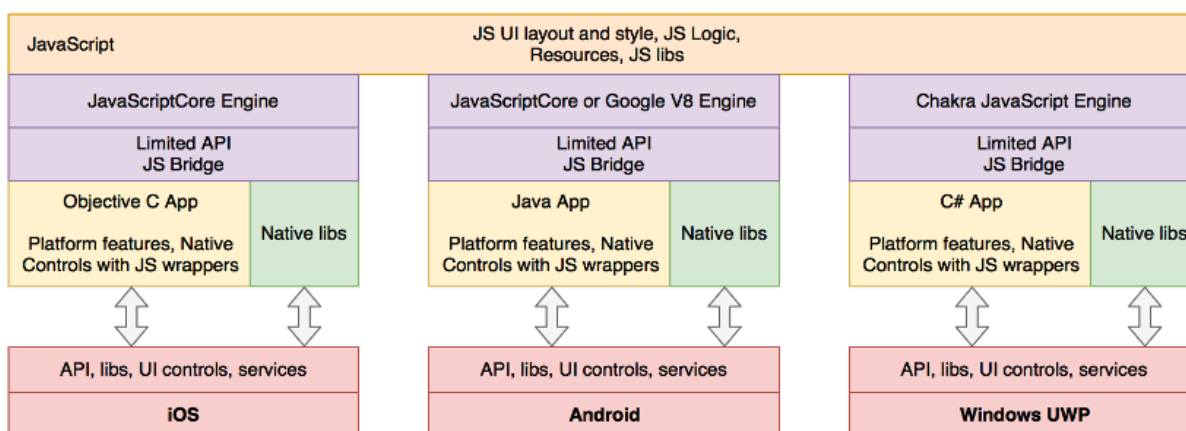 JavaScript
JS UI layout and style, JS Logic,
Resources, JS libs
JavaScriptCore Engine
JavaScriptCore or Google V8 Engine
Chakra JavaScript Engine
Limited API
JS Bridge
Limited API
JS Bridge
Limited API
JS Bridge
Objective C App
Platform features, Native
Controls with JS wrappers
Native libs
Java App
Platform features, Native
Controls with JS wrappers
Native libs
C# App
Platform features, Native
Controls with JS wrappers
Native libs
API, libs, UI controls, services
API, libs, UI controls, services
API, libs, UI controls, services
iOS
Android
Windows UWP